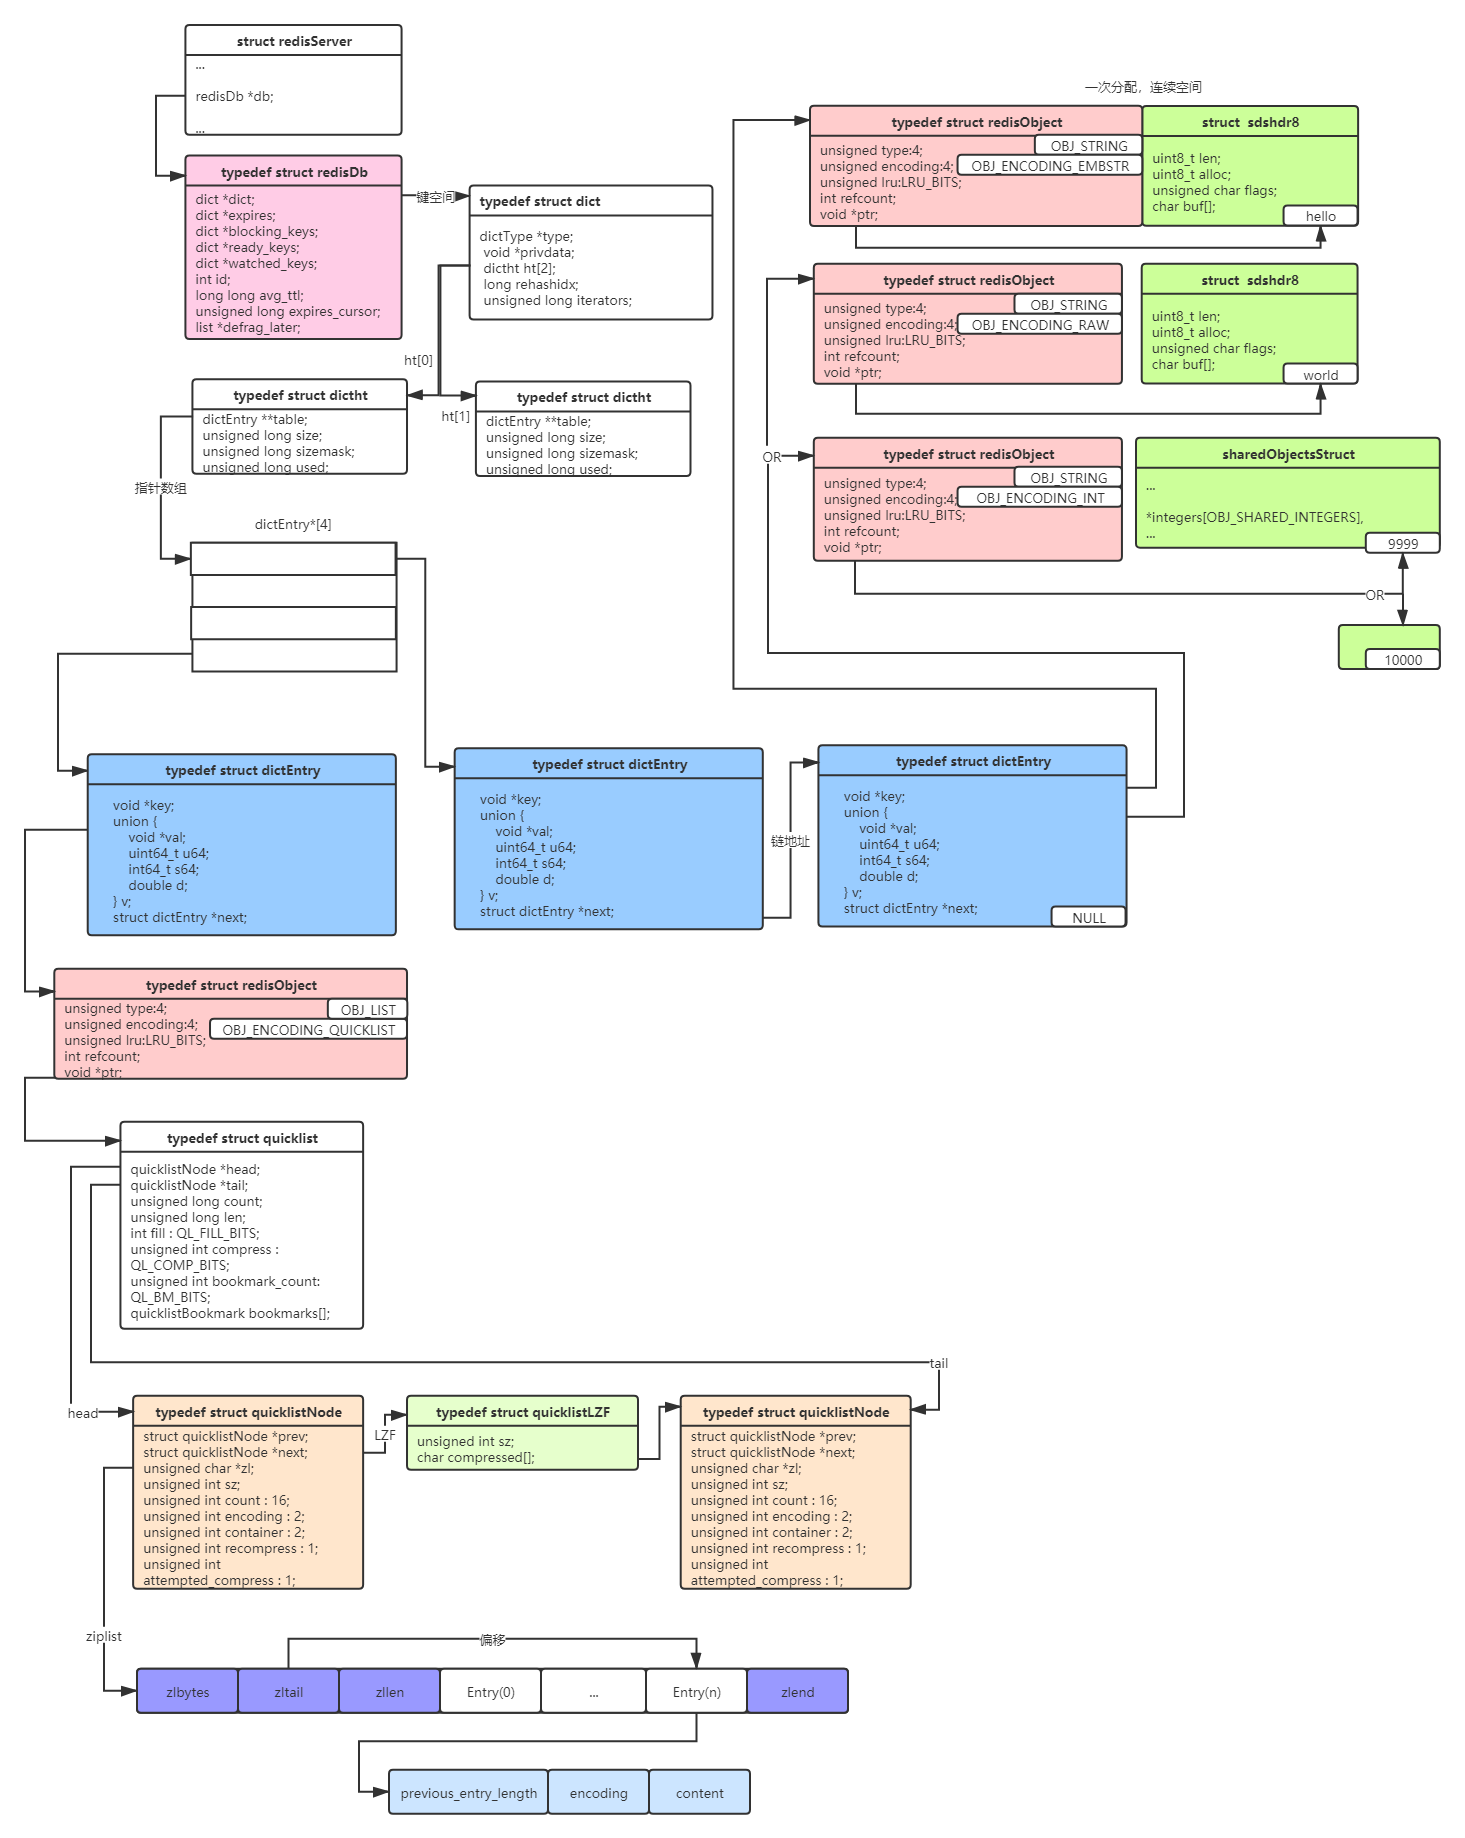 struct redisServer
...
redisDb *db;
...
typedef struct redisDb
dict *dict;
dict *expires;
dict *blocking_keys;
dict *ready_keys;
dict *watched_keys;
int id;
long long avg_ttl;
unsigned long expires_cursor;
list *defrag_later;
键空间
typedef struct dict
dictType *type;
void *privdata;
dictht ht[2];
long rehashidx;
unsigned long iterators;
ht[0]
ht[1]
typedef struct dictht
dictEntry **table;
unsigned long size;
unsigned long sizemask;
unsigned long used;
typedef struct dictht
dictEntry **table;
unsigned long size;
unsigned long sizemask;
unsigned long used;
指针数组
dictEntry*[4]
一次分配，连续空间
typedef struct redisObject
unsigned type:4;
OBJ_STRING
unsigned encoding:4;
OBJ_ENCODING_EMBSTR
unsigned lru:LRU_BITS;
int refcount;
void *ptr;
struct  sdshdr8
uint8_t len;
uint8_t alloc;
unsigned char flags;
char buf[];
hello
typedef struct redisObject
unsigned type:4;
OBJ_STRING
unsigned encoding:4;
OBJ_ENCODING_RAW
unsigned lru:LRU_BITS;
int refcount;
void *ptr;
struct  sdshdr8
uint8_t len;
uint8_t alloc;
unsigned char flags;
char buf[];
world
OR
typedef struct redisObject
unsigned type:4;
OBJ_STRING
unsigned encoding:4;
OBJ_ENCODING_INT
unsigned lru:LRU_BITS;
int refcount;
void *ptr;
sharedObjectsStruct
...
*integers[OBJ_SHARED_INTEGERS],
...
9999
OR
10000
typedef struct dictEntry
void *key;
union {
void *val;
uint64_t u64;
int64_t s64;
double d;
} v;
struct dictEntry *next;
typedef struct dictEntry
void *key;
union {
void *val;
uint64_t u64;
int64_t s64;
double d;
} v;
struct dictEntry *next;
链地址
typedef struct dictEntry
void *key;
union {
void *val;
uint64_t u64;
int64_t s64;
double d;
} v;
struct dictEntry *next;
NULL
typedef struct redisObject
unsigned type:4;
OBJ_LIST
unsigned encoding:4;
OBJ_ENCODING_QUICKLIST
unsigned lru:LRU_BITS;
int refcount;
void *ptr;
typedef struct quicklist
quicklistNode *head;
quicklistNode *tail;
unsigned long count;
unsigned long len;
int fill : QL_FILL_BITS;
unsigned int compress :
QL_COMP_BITS;
unsigned int bookmark_count:
QL_BM_BITS;
quicklistBookmark bookmarks[];
tail
head
typedef struct quicklistNode
struct quicklistNode *prev;
struct quicklistNode *next;
unsigned char *zl;
unsigned int sz;
unsigned int count : 16;
unsigned int encoding : 2;
unsigned int container : 2;
unsigned int recompress : 1;
unsigned int
attempted_compress : 1;
LZF
typedef struct quicklistLZF
unsigned int sz;
char compressed[];
typedef struct quicklistNode
struct quicklistNode *prev;
struct quicklistNode *next;
unsigned char *zl;
unsigned int sz;
unsigned int count : 16;
unsigned int encoding : 2;
unsigned int container : 2;
unsigned int recompress : 1;
unsigned int
attempted_compress : 1;
ziplist
偏移
zlbytes
zltail
zllen
Entry(0)
...
Entry(n)
zlend
previous_entry_length
encoding
content